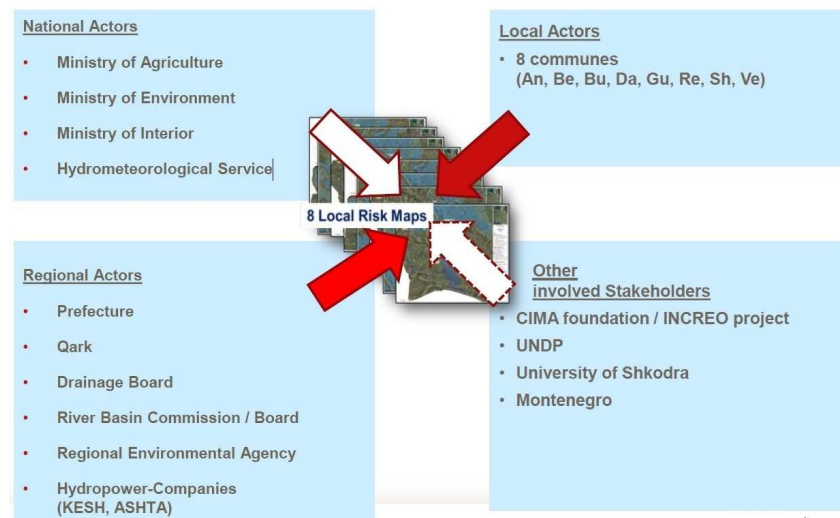 National Actors
• Ministry of Agriculture
• Ministry of Environment
• Ministry of Interior
• Hydrometeorological Service
Local Actors
• 8 communes
(An, Be, Bu, Da, Gu, Re, Sh, Ve)
8 Local Risk Maps
Regional Actors
• Prefecture
• Qark
• Drainage Board
• River Basin Commission / Board
• Regional Environmental Agency
• Hydropower-Companies
(KESH, ASHTA)
Other
involved Stakeholders
• CIMA foundation / INCREO project
• UNDP
• University of Shkodra
• Montenegro